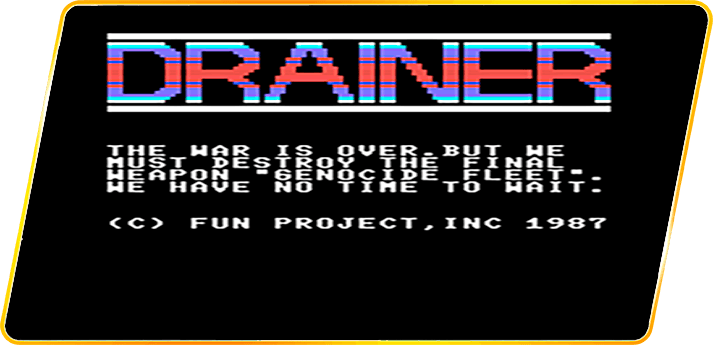 DRAINER
THE WAR IS OVER.BUT WE
MUST DESTROY THE FINAL
WEAPON "GENOCIDE FLEET".
WE HAVE NO TIME TO WAIT.
(C) FUN PROJECT,INC 1987